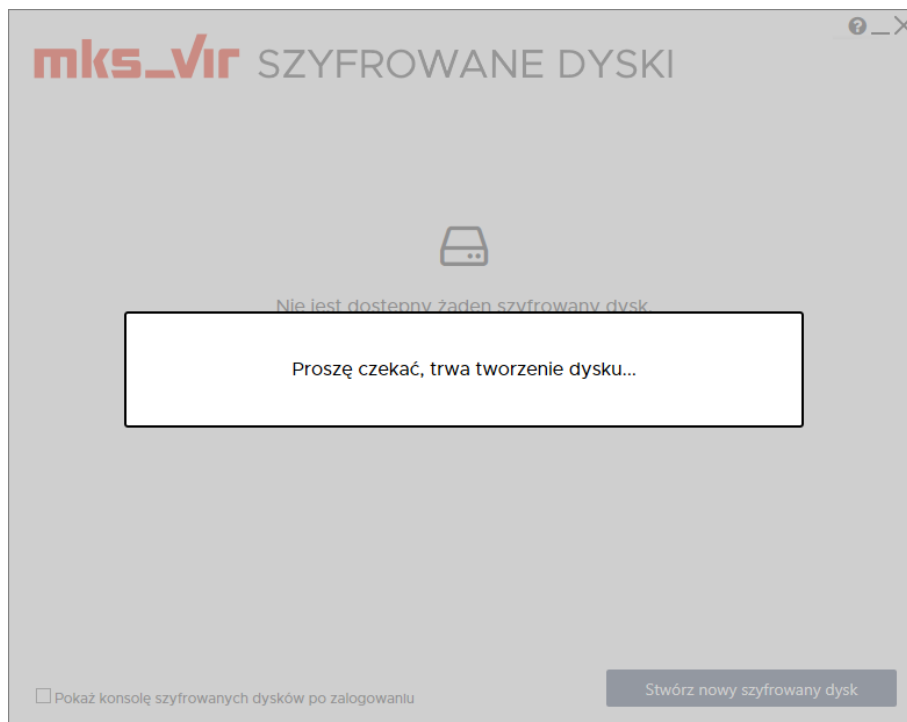 mks_vir SZYFROWANE DYSKI
Nie jest dostępny żaden szyfrowany dysk.
Proszę czekać, trwa tworzenie dysku...
Pokaż konsolę szyfrowanych dysków po zalogowaniu
Stwórz nowy szyfrowany dysk